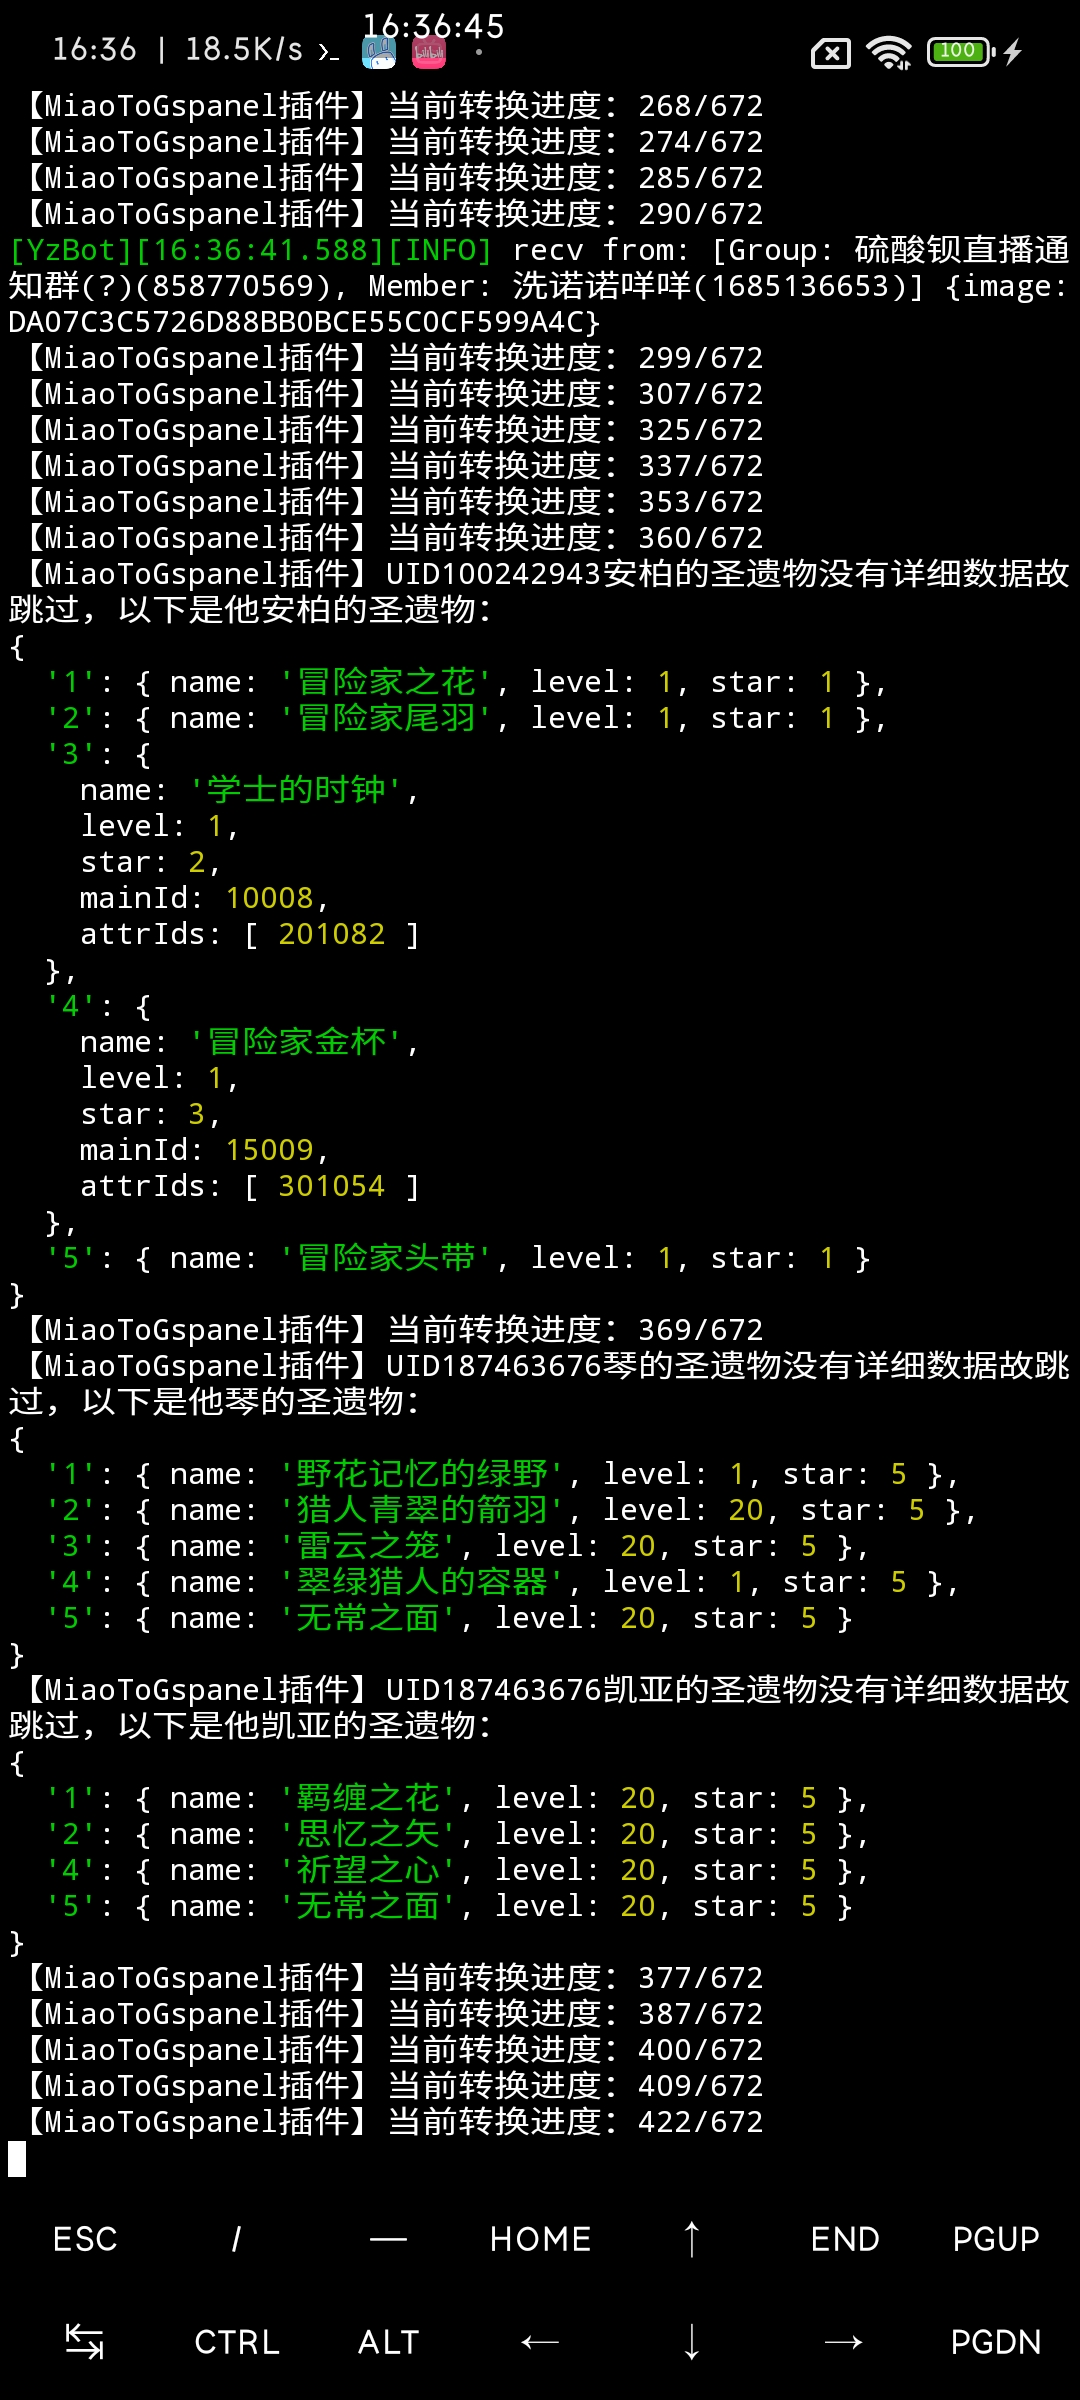 16:36:45
16:36 | 18.5K/s
100
【MiaoToGspanel插件】当前转换进度：268/672
【MiaoToGspanel插件】当前转换进度：274/672
【MiaoToGspanel插件】当前转换进度：285/672
【MiaoToGspanel插件】当前转换进度：290/672
[YzBot][16:36:41.588][INFO] recv from: [Group: 硫酸钡直播通
知群(?)(858770569), Member: 洗诺诺咩咩(1685136653)] {image:
DA07C3C5726D88BB0BCE55C0CF599A4C}
【MiaoToGspanel插件】当前转换进度：299/672
【MiaoToGspanel插件】当前转换进度：307/672
【MiaoToGspanel插件】当前转换进度：325/672
【MiaoToGspanel插件】当前转换进度：337/672
【MiaoToGspanel插件】当前转换进度：353/672
【MiaoToGspanel插件】当前转换进度：360/672
【MiaoToGspanel插件】UID100242943安柏的圣遗物没有详细数据故
跳过，以下是他安柏的圣遗物：
{
  '1': { name: '冒险家之花', level: 1, star: 1 },
  '2': { name: '冒险家尾羽', level: 1, star: 1 },
  '3': {
    name: '学士的时钟',
    level: 1,
    star: 2,
    mainId: 10008,
    attrIds: [ 201082 ]
  },
  '4': {
    name: '冒险家金杯',
    level: 1,
    star: 3,
    mainId: 15009,
    attrIds: [ 301054 ]
  },
  '5': { name: '冒险家头带', level: 1, star: 1 }
}
【MiaoToGspanel插件】当前转换进度：369/672
【MiaoToGspanel插件】UID187463676琴的圣遗物没有详细数据故跳
过，以下是他琴的圣遗物：
{
  '1': { name: '野花记忆的绿野', level: 1, star: 5 },
  '2': { name: '猎人青翠的箭羽', level: 20, star: 5 },
  '3': { name: '雷云之笼', level: 20, star: 5 },
  '4': { name: '翠绿猎人的容器', level: 1, star: 5 },
  '5': { name: '无常之面', level: 20, star: 5 }
}
【MiaoToGspanel插件】UID187463676凯亚的圣遗物没有详细数据故
跳过，以下是他凯亚的圣遗物：
{
  '1': { name: '羁缠之花', level: 20, star: 5 },
  '2': { name: '思忆之矢', level: 20, star: 5 },
  '4': { name: '祈望之心', level: 20, star: 5 },
  '5': { name: '无常之面', level: 20, star: 5 }
}
【MiaoToGspanel插件】当前转换进度：377/672
【MiaoToGspanel插件】当前转换进度：387/672
【MiaoToGspanel插件】当前转换进度：400/672
【MiaoToGspanel插件】当前转换进度：409/672
【MiaoToGspanel插件】当前转换进度：422/672
ESC / — HOME ↑ END PGUP
↹ CTRL ALT ← ↓ → PGDN